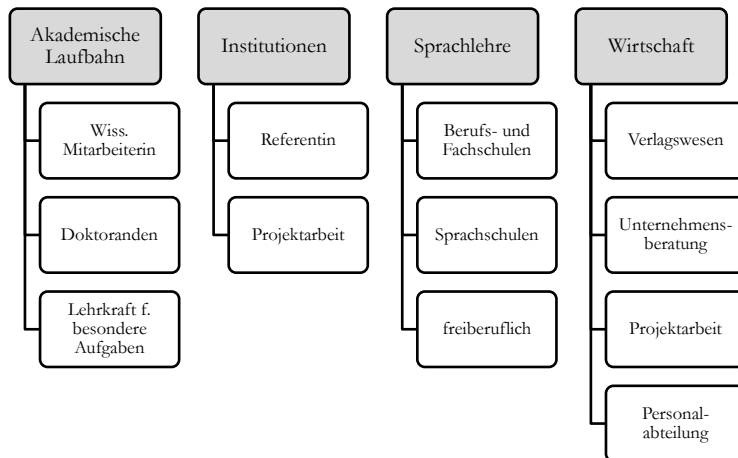 Akademische
Laufbahn
Wiss.
Mitarbeiterin
Doktoranden
Lehrkraft f.
besondere
Aufgaben
Institutionen
Referentin
Projektarbeit
Sprachlehre
Berufs- und
Fachschulen
Sprachschulen
freiberuflich
Wirtschaft
Verlagswesen
Unternehmens-
beratung
Projektarbeit
Personal-
abteilung